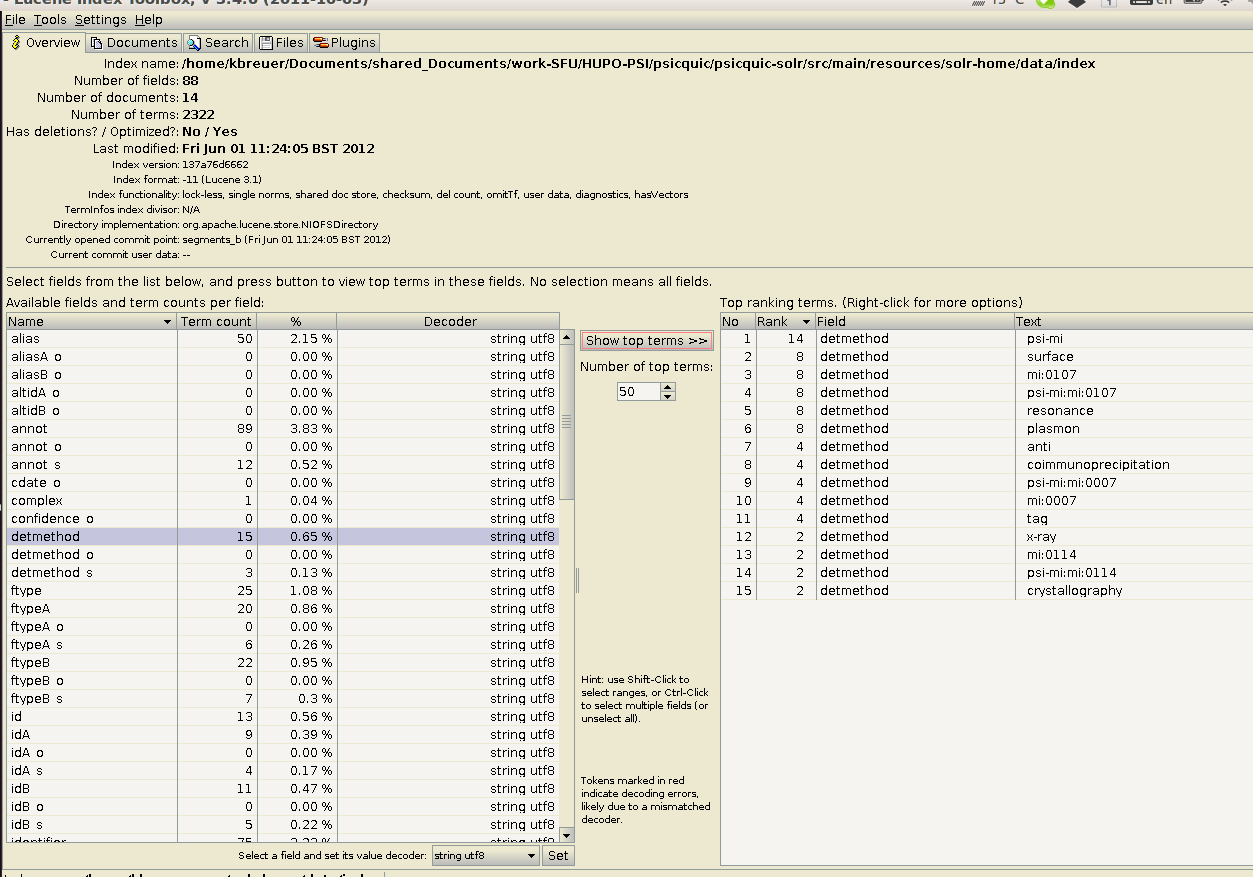 Lucene Index Toolbox, v 3.4.0 (2011-10-05)
File Tools Settings Help
Overview Documents Search Files Plugins
Index name: /home/kbreuer/Documents/shared_Documents/work-SFU/HUPO-PSI/psicquic/psicquic-solr/src/main/resources/solr-home/data/index
Number of fields: 88
Number of documents: 14
Number of terms: 2322
Has deletions? / Optimized?: No / Yes
Last modified: Fri Jun 01 11:24:05 BST 2012
Index version: 137a76d6662
Index format: -11 (Lucene 3.1)
Index functionality: lock-less, single norms, shared doc store, checksum, del count, omitTf, user data, diagnostics, hasVectors
TermInfos index divisor: N/A
Directory implementation: org.apache.lucene.store.NIOFSDirectory
Currently opened commit point: segments_b (Fri Jun 01 11:24:05 BST 2012)
Current commit user data: --
Select fields from the list below, and press button to view top terms in these fields. No selection means all fields.
Available fields and term counts per field:
Name Term count % Decoder
alias 50 2.15 % string utf8
aliasA_o 0 0.00 % string utf8
aliasB_o 0 0.00 % string utf8
altidA_o 0 0.00 % string utf8
altidB_o 0 0.00 % string utf8
annot 89 3.83 % string utf8
annot_o 0 0.00 % string utf8
annot_s 12 0.52 % string utf8
cdate_o 0 0.00 % string utf8
complex 1 0.04 % string utf8
confidence_o 0 0.00 % string utf8
detmethod 15 0.65 % string utf8
detmethod_o 0 0.00 % string utf8
detmethod_s 3 0.13 % string utf8
ftype 25 1.08 % string utf8
ftypeA 20 0.86 % string utf8
ftypeA_o 0 0.00 % string utf8
ftypeA_s 6 0.26 % string utf8
ftypeB 22 0.95 % string utf8
ftypeB_o 0 0.00 % string utf8
ftypeB_s 7 0.3 % string utf8
id 13 0.56 % string utf8
idA 9 0.39 % string utf8
idA_o 0 0.00 % string utf8
idA_s 4 0.17 % string utf8
idB 11 0.47 % string utf8
idB_o 0 0.00 % string utf8
idB_s 5 0.22 % string utf8
identifier
Select a field and set its value decoder: string utf8 Set
Show top terms >>
Number of top terms:
50
Hint: use Shift-Click to
select ranges, or Ctrl-Click
to select multiple fields (or
unselect all).
Tokens marked in red
indicate decoding errors,
likely due to a mismatched
decoder.
Top ranking terms. (Right-click for more options)
No Rank Field Text
1 14 detmethod psi-mi
2 8 detmethod surface
3 8 detmethod mi:0107
4 8 detmethod psi-mi:mi:0107
5 8 detmethod resonance
6 8 detmethod plasmon
7 4 detmethod anti
8 4 detmethod coimmunoprecipitation
9 4 detmethod psi-mi:mi:0007
10 4 detmethod mi:0007
11 4 detmethod tag
12 2 detmethod x-ray
13 2 detmethod mi:0114
14 2 detmethod psi-mi:mi:0114
15 2 detmethod crystallography